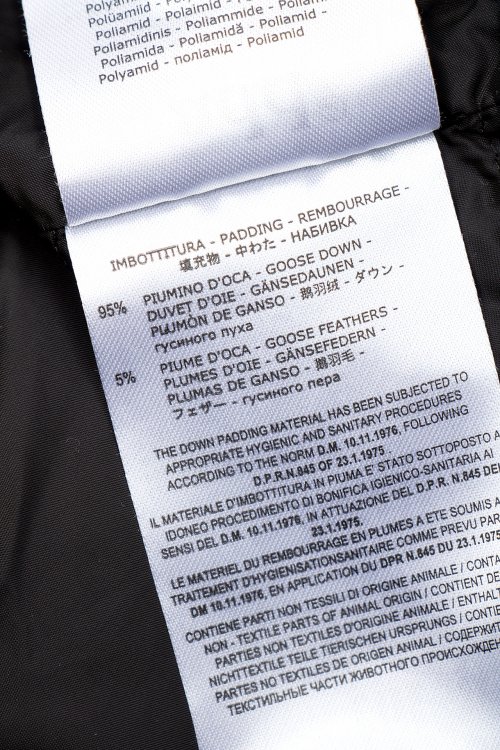 Polyamid
Polüamiid - Polyam
Poliamid - Polaimid - Po
Poliamidinis - Poliammide - Poliamīd
Poliamida - Poliamidă - Poliamid -
Polyamid - поліамід - Poliamid
IMBOTTITURA - PADDING - REMBOURRAGE -
填充物 - 中わた - НАБИВКА
95% PIUMINO D'OCA - GOOSE DOWN -
DUVET D'OIE - GÄNSEDAUNEN -
PLUMÓN DE GANSO - 鵝羽绒 - ダウン -
гусиного пуха
5% PIUME D'OCA - GOOSE FEATHERS -
PLUMES D'OIE - GÄNSEFEDERN -
PLUMAS DE GANSO - 鵝羽毛 -
フェザー - гусиного пера
THE DOWN PADDING MATERIAL HAS BEEN SUBJECTED TO
APPROPRIATE HYGIENIC AND SANITARY PROCEDURES
ACCORDING TO THE NORM D.M. 10.11.1976, FOLLOWING
D.P.R.N.845 OF 23.1.1975.
IL MATERIALE D'IMBOTTITURA IN PIUMA E' STATO SOTTOPOSTO A
IDONEO PROCEDIMENTO DI BONIFICA IGIENICO-SANITARIA AI
SENSI DEL D.M. 10.11.1976, IN ATTUAZIONE DEL D.P.R. N.845 DEL
23.1.1975.
LE MATERIEL DU REMBOURRAGE EN PLUMES A ETE SOUMIS A
TRAITEMENT D'HYGIENISATIONSANITAIRE COMME PREVU PAR
DM 10.11.1976, EN APPLICATION DU DPR N.845 DU 23.1.1975
CONTIENE PARTI NON TESSILI DI ORIGINE ANIMALE / CONTA
NON - TEXTILE PARTS OF ANIMAL ORIGIN / CONTIENT DE
PARTIES NON TEXTILES D'ORIGINE ANIMALE / ENTHALT
NICHTTEXTILE TEILE TIERISCHEN URSPRUNGS / CONTIE
PARTES NO TEXTILES DE ORIGEN ANIMAL / СОДЕРЖИТ
ТЕКСТИЛЬНЫЕ ЧАСТИ ЖИВОТНОГО ПРОИСХОЖДЕН